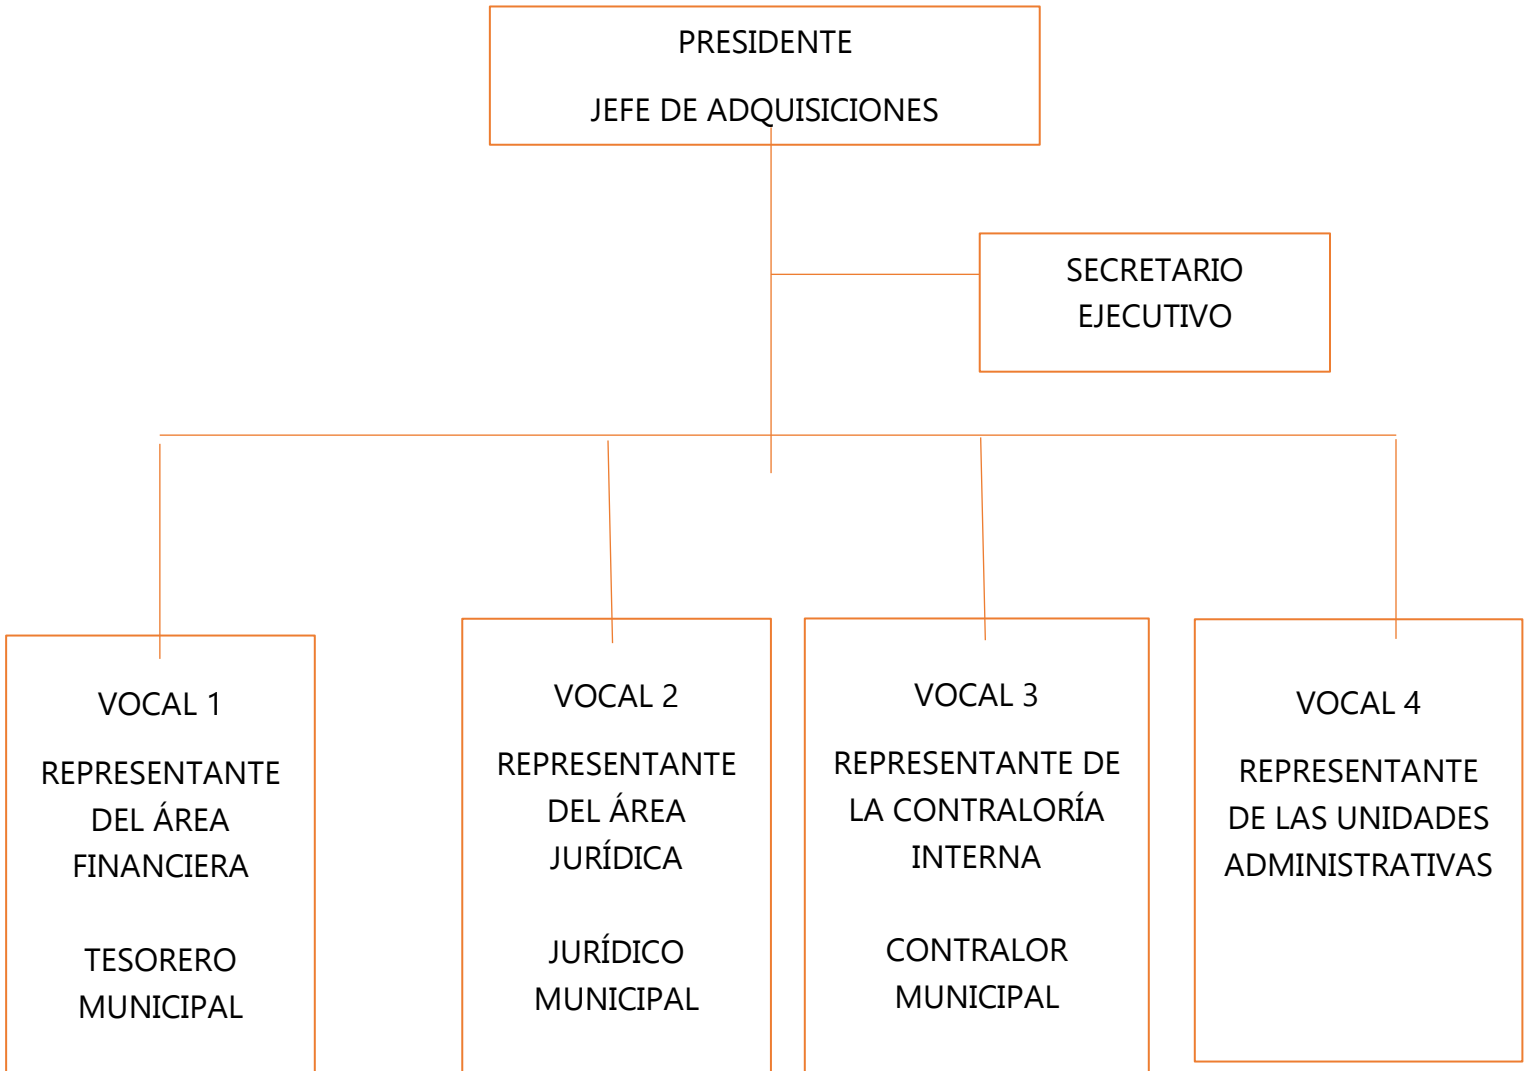 PRESIDENTE
JEFE DE ADQUISICIONES
SECRETARIO
EJECUTIVO
VOCAL 1
REPRESENTANTE
DEL ÁREA
FINANCIERA
TESORERO
MUNICIPAL
VOCAL 2
REPRESENTANTE
DEL ÁREA
JURÍDICA
JURÍDICO
MUNICIPAL
VOCAL 3
REPRESENTANTE DE
LA CONTRALORÍA
INTERNA
CONTRALOR
MUNICIPAL
VOCAL 4
REPRESENTANTE
DE LAS UNIDADES
ADMINISTRATIVAS